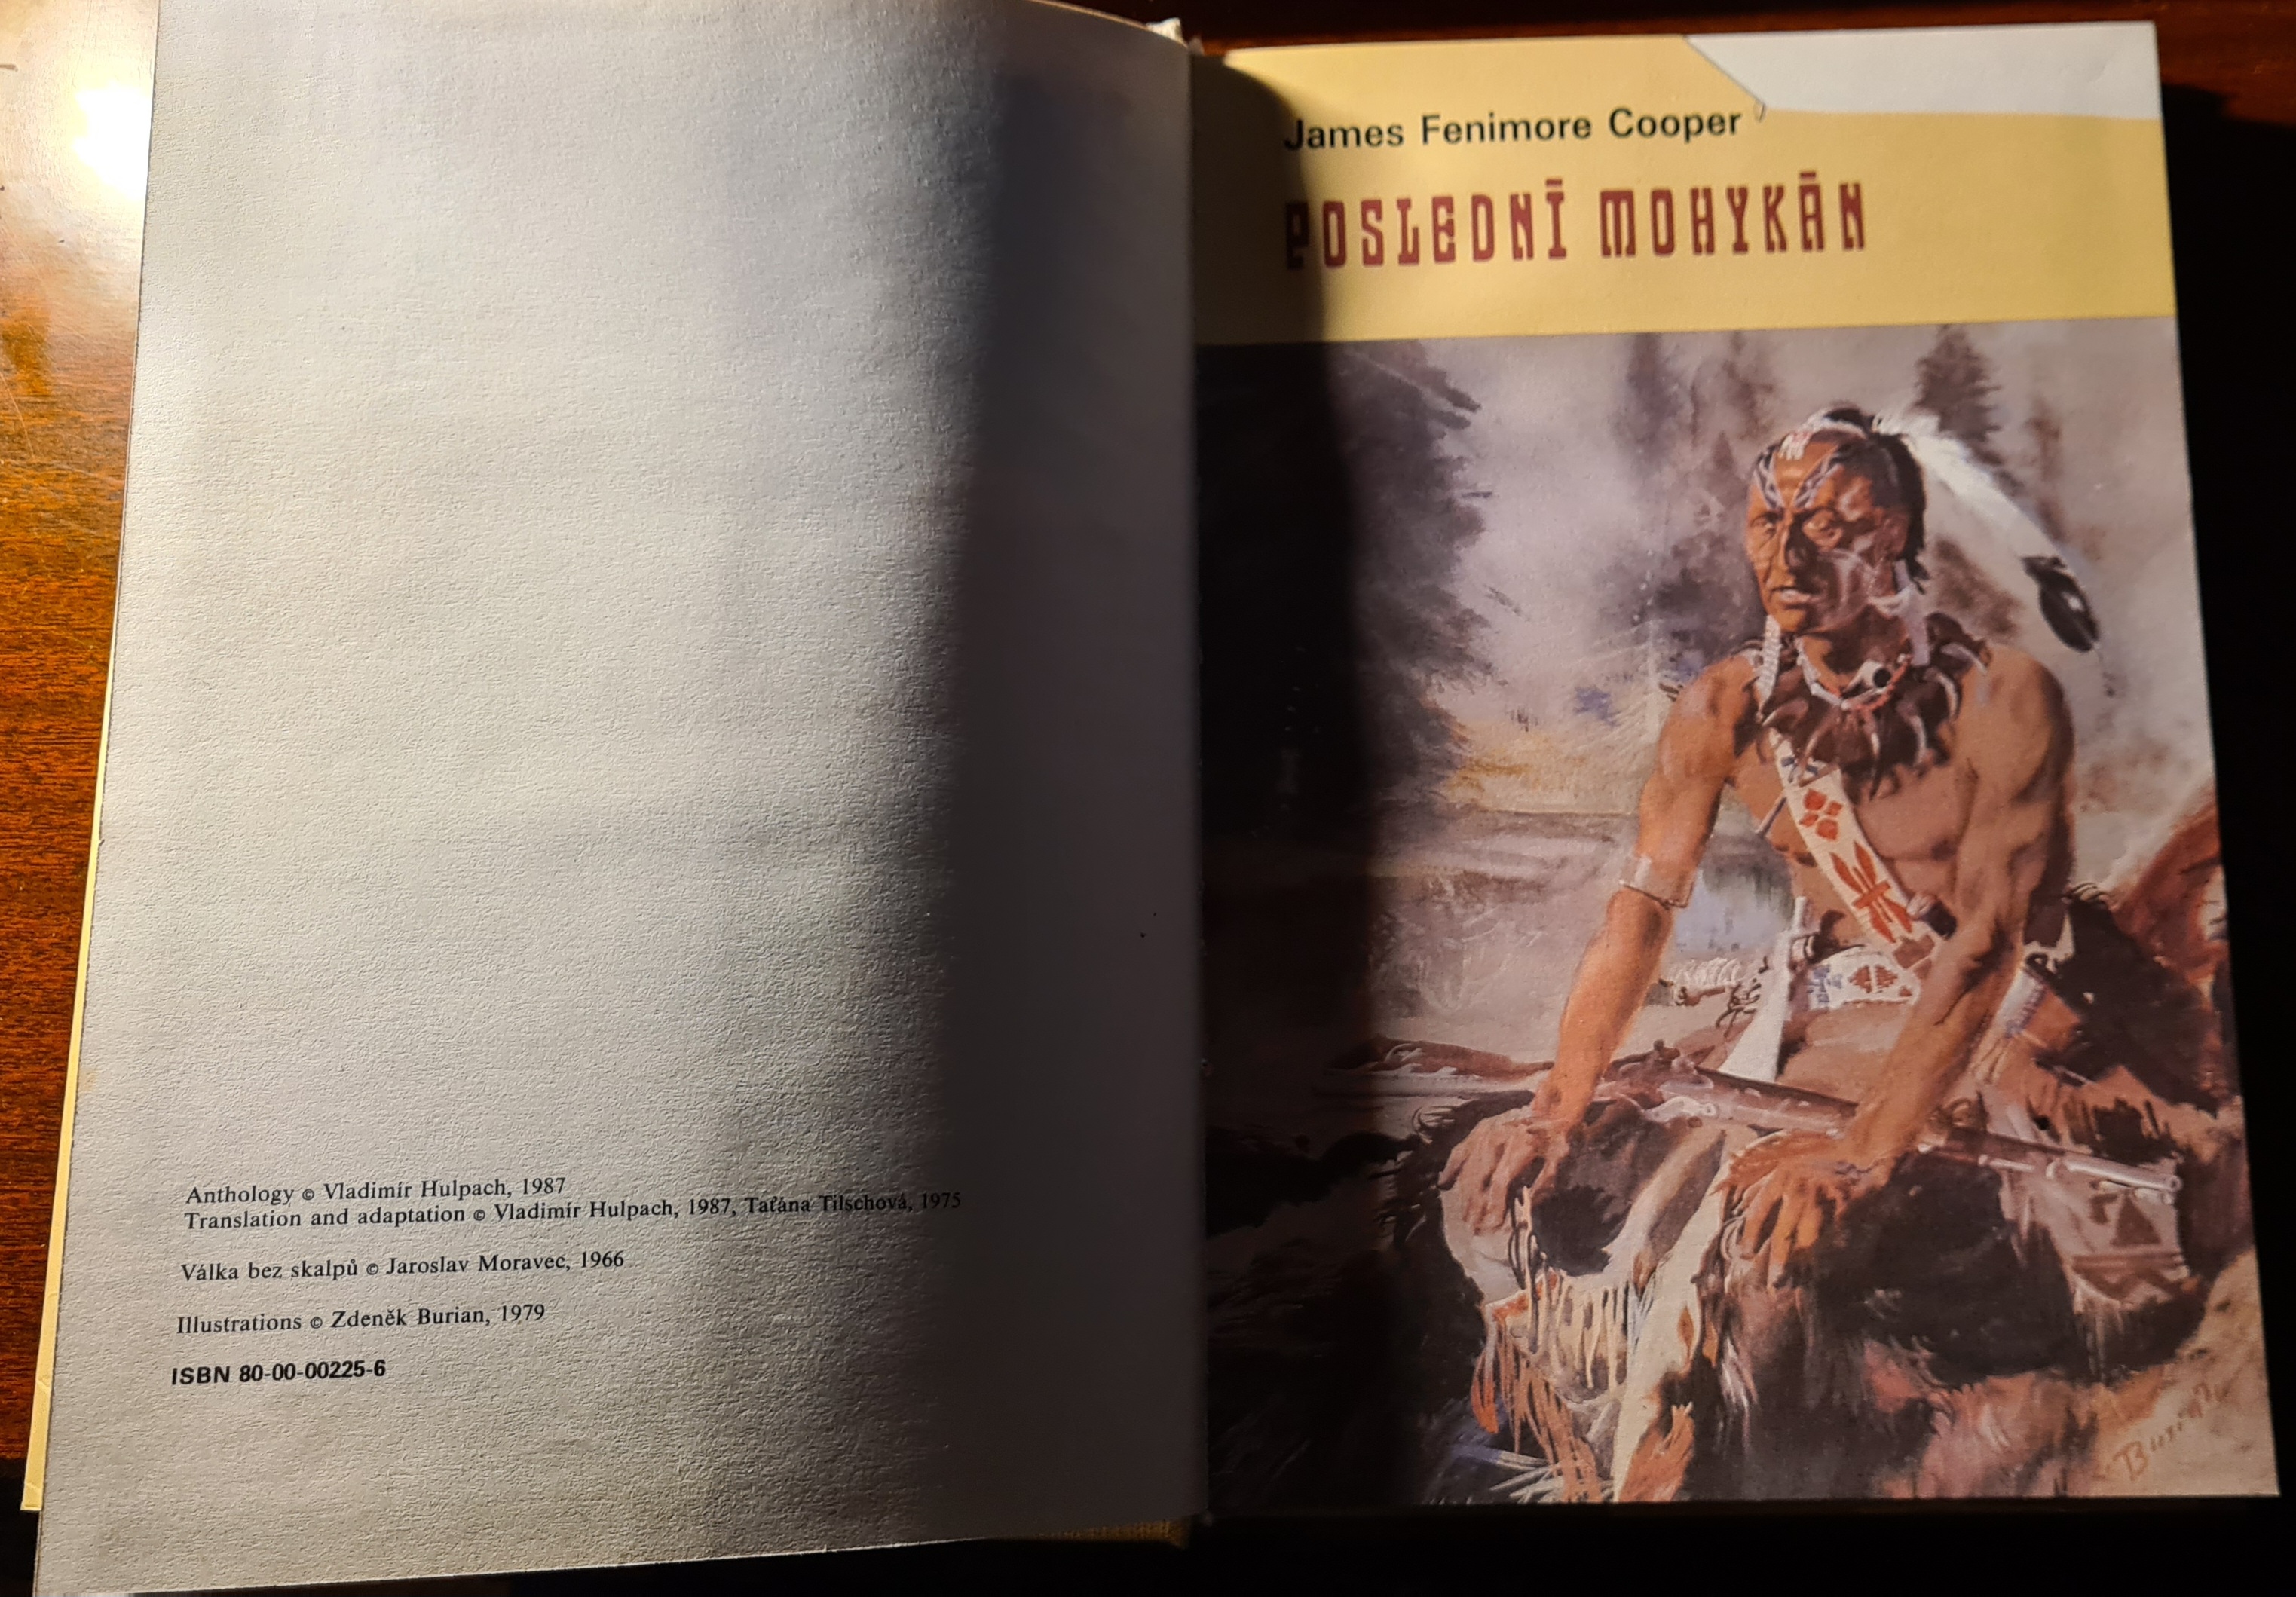 Anthology © Vladimír Hulpach, 1987
Translation and adaptation © Vladimír Hulpach, 1987, Taťána Tilschová, 1975
Válka bez skalpů © Jaroslav Moravec, 1966
Illustrations © Zdeněk Burian, 1979
ISBN 80-00-00225-6
James Fenimore Cooper
POSLEDNÍ MOHYKÁN
Burian